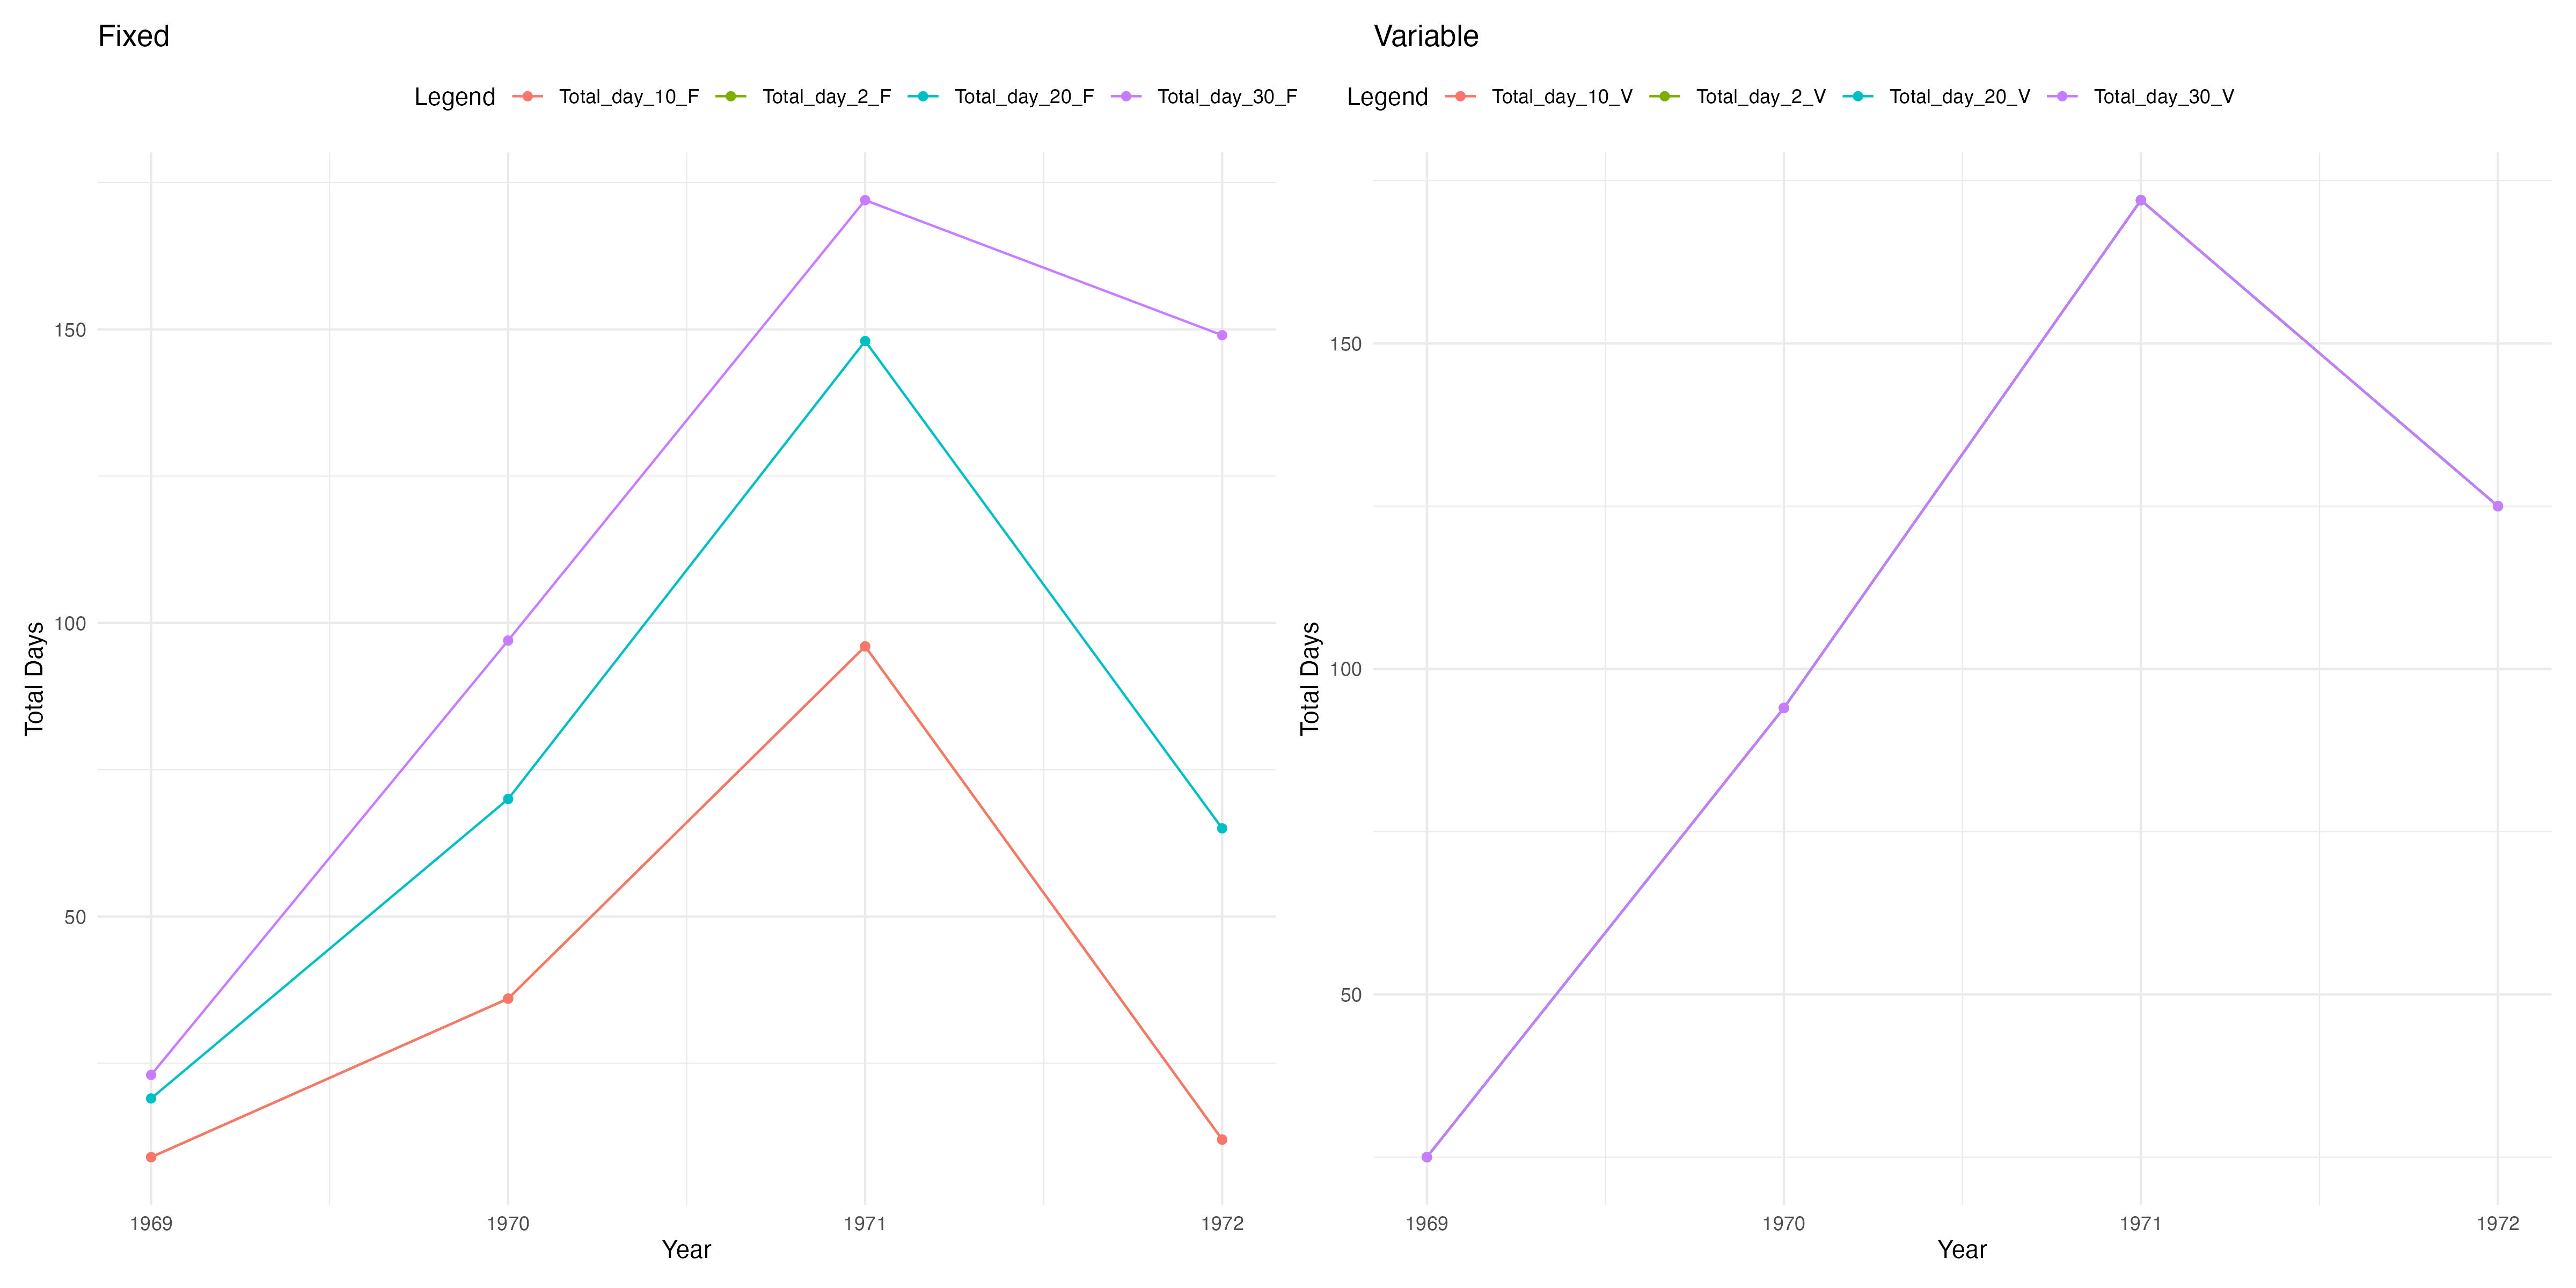 Fixed
Legend Total_day_10_F Total_day_2_F Total_day_20_F Total_day_30_F
150
100
50
Total Days
1969 1970 1971 1972
Year
Variable
Legend Total_day_10_V Total_day_2_V Total_day_20_V Total_day_30_V
150
100
50
Total Days
1969 1970 1971 1972
Year